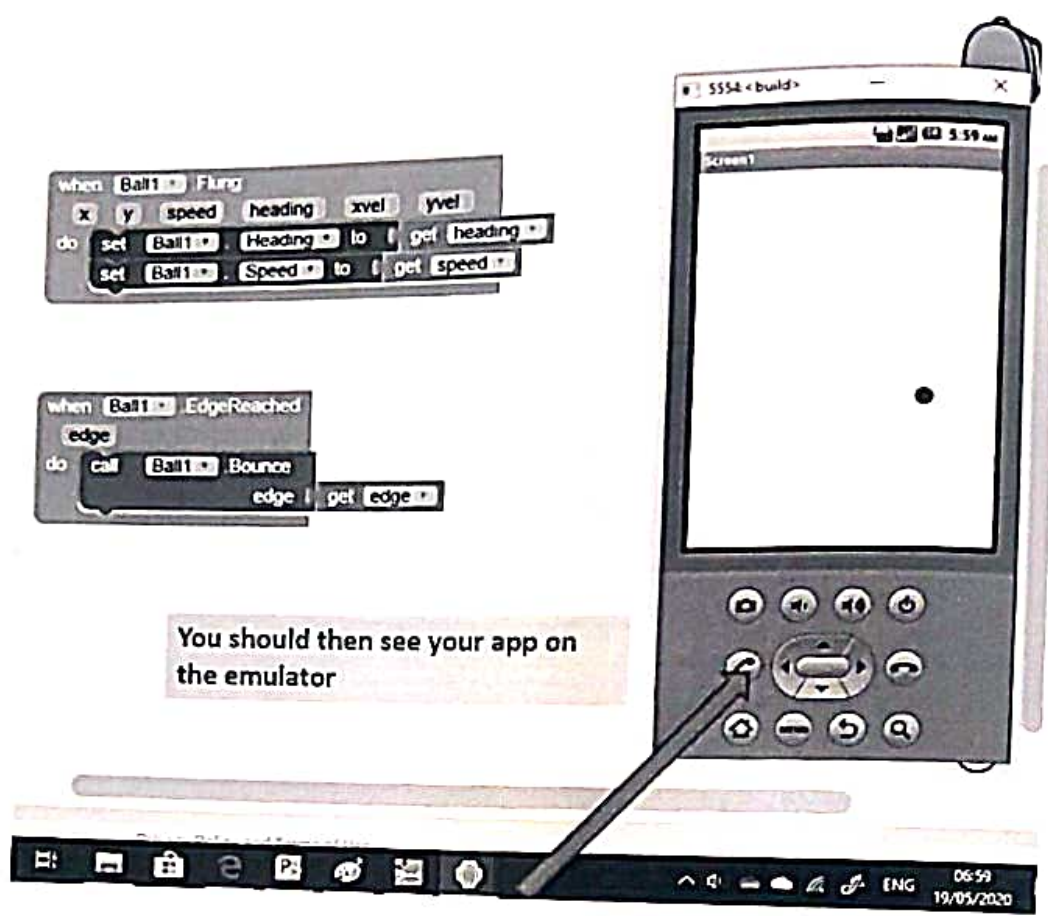 5554:<build>
5:59 AM
Screen1
when Ball1 .Flung
x y speed heading xvel yvel
do set Ball1 . Heading to get heading
set Ball1 . Speed to get speed
when Ball1 .EdgeReached
edge
do call Ball1 .Bounce
edge get edge
You should then see your app on
the emulator
MENU
ENG
06:59
19/05/2020